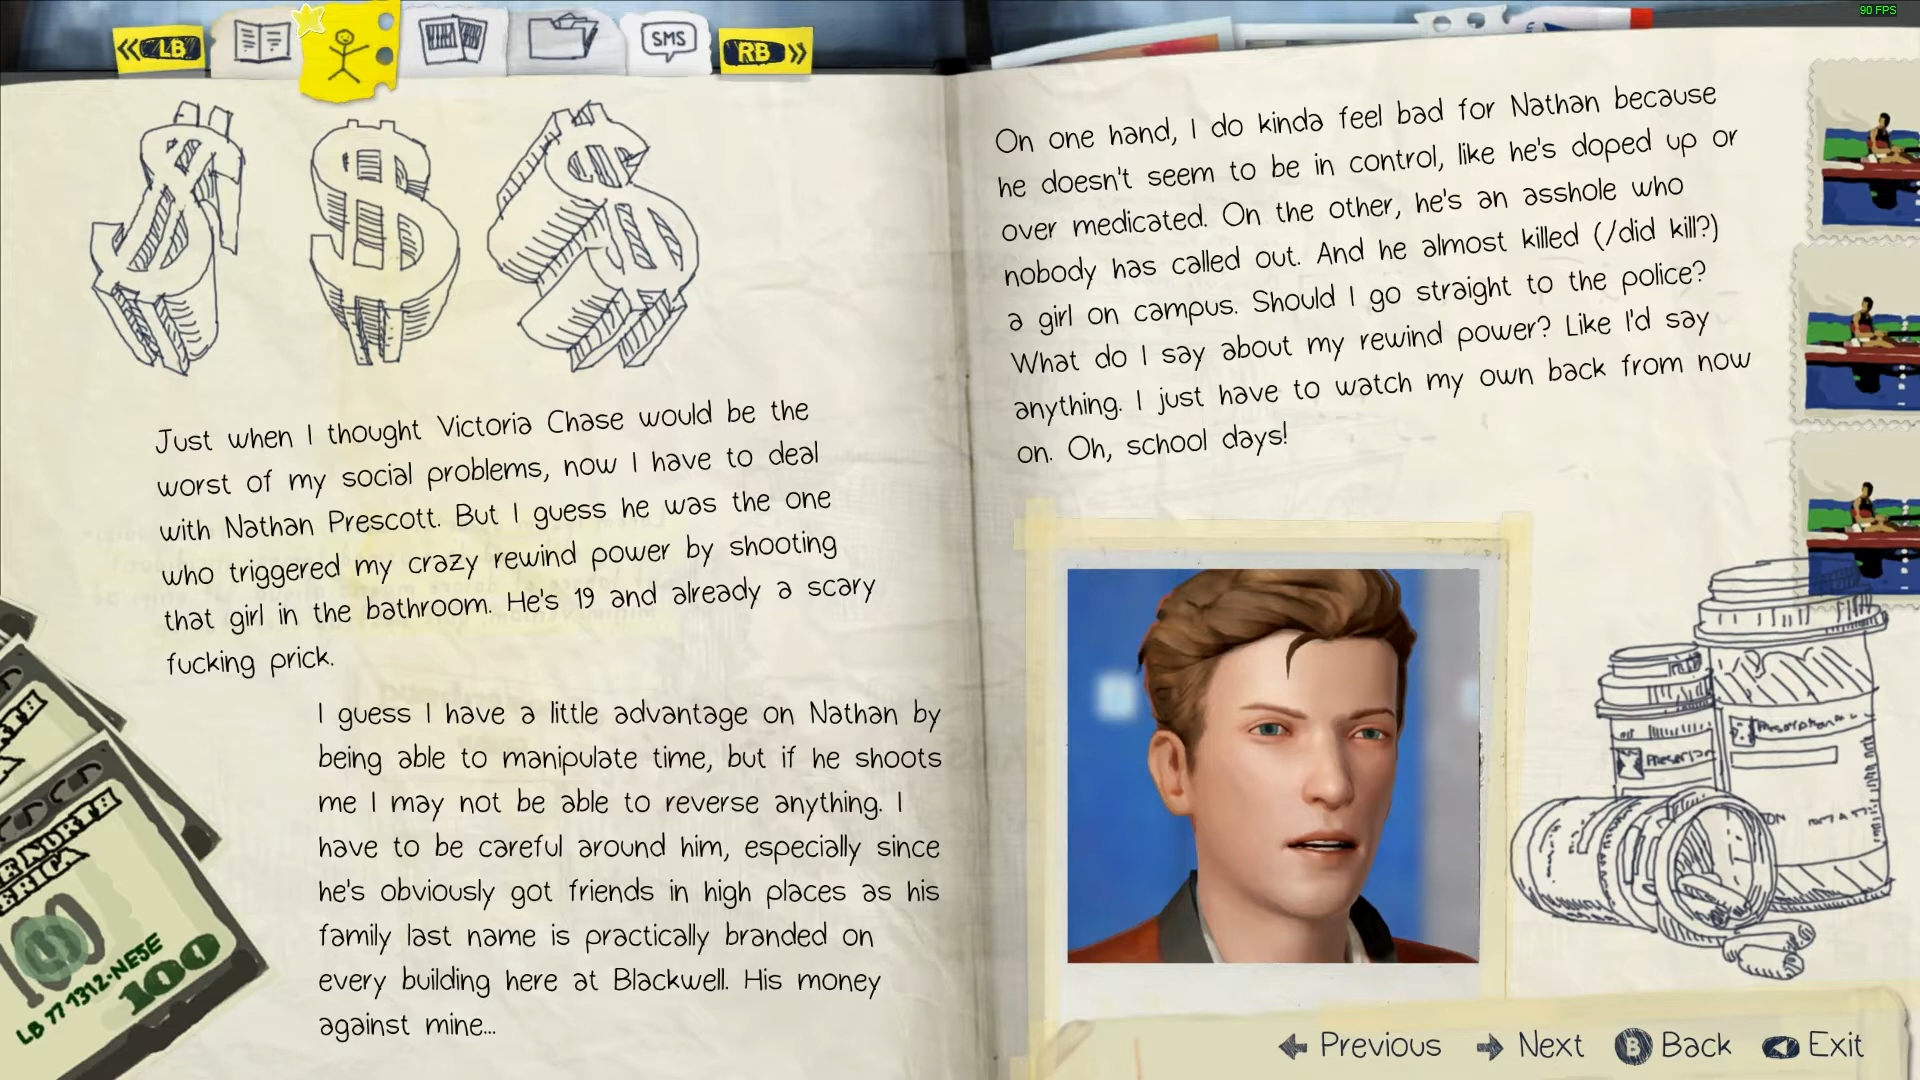 90 FPS
LB
SMS
RB
Just when I thought Victoria Chase would be the
worst of my social problems, now I have to deal
with Nathan Prescott. But I guess he was the one
who triggered my crazy rewind power by shooting
that girl in the bathroom. He's 19 and already a scary
fucking prick.
I guess I have a little advantage on Nathan by
being able to manipulate time, but if he shoots
me I may not be able to reverse anything. I
have to be careful around him, especially since
he's obviously got friends in high places as his
family last name is practically branded on
every building here at Blackwell. His money
against mine...
LB 77 1312-NESE
100
On one hand, I do kinda feel bad for Nathan because
he doesn't seem to be in control, like he's doped up or
over medicated. On the other, he's an asshole who
nobody has called out. And he almost killed (/did kill?)
a girl on campus. Should I go straight to the police?
What do I say about my rewind power? Like I'd say
anything. I just have to watch my own back from now
on. Oh, school days!
Previous
Next
B
Back
Exit